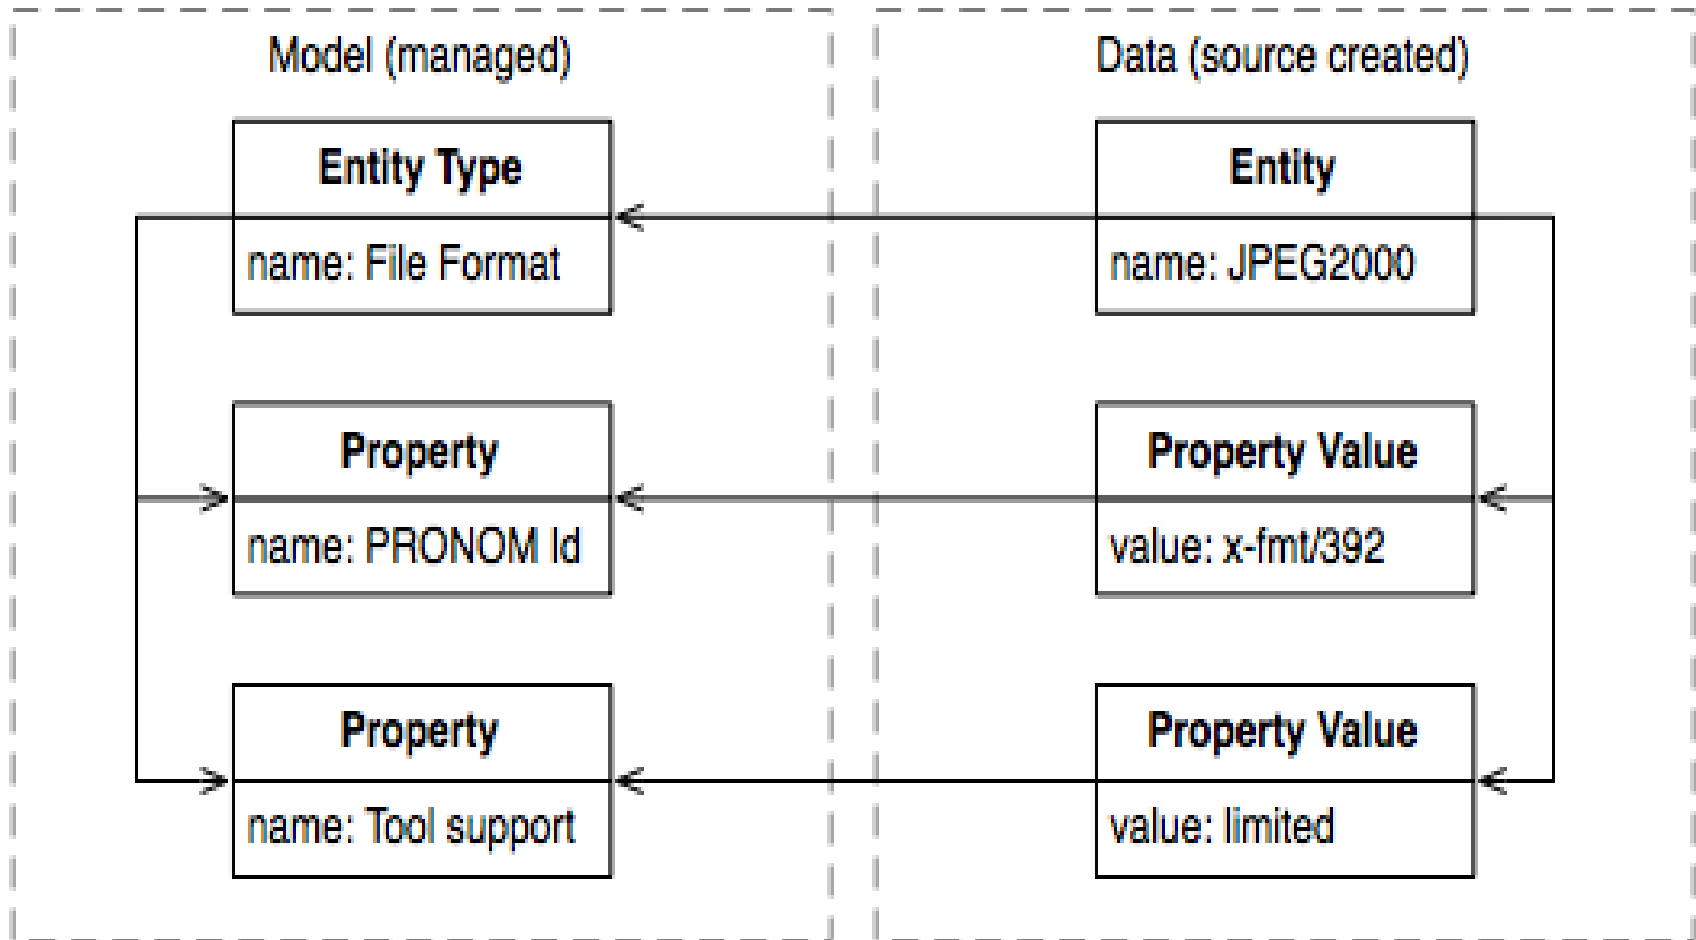 Model (managed)
Entity Type
name: File Format
Property
name: PRONOM Id
Property
name: Tool support
Data (source created)
Entity
name: JPEG2000
Property Value
value: x-fmt/392
Property Value
value: limited